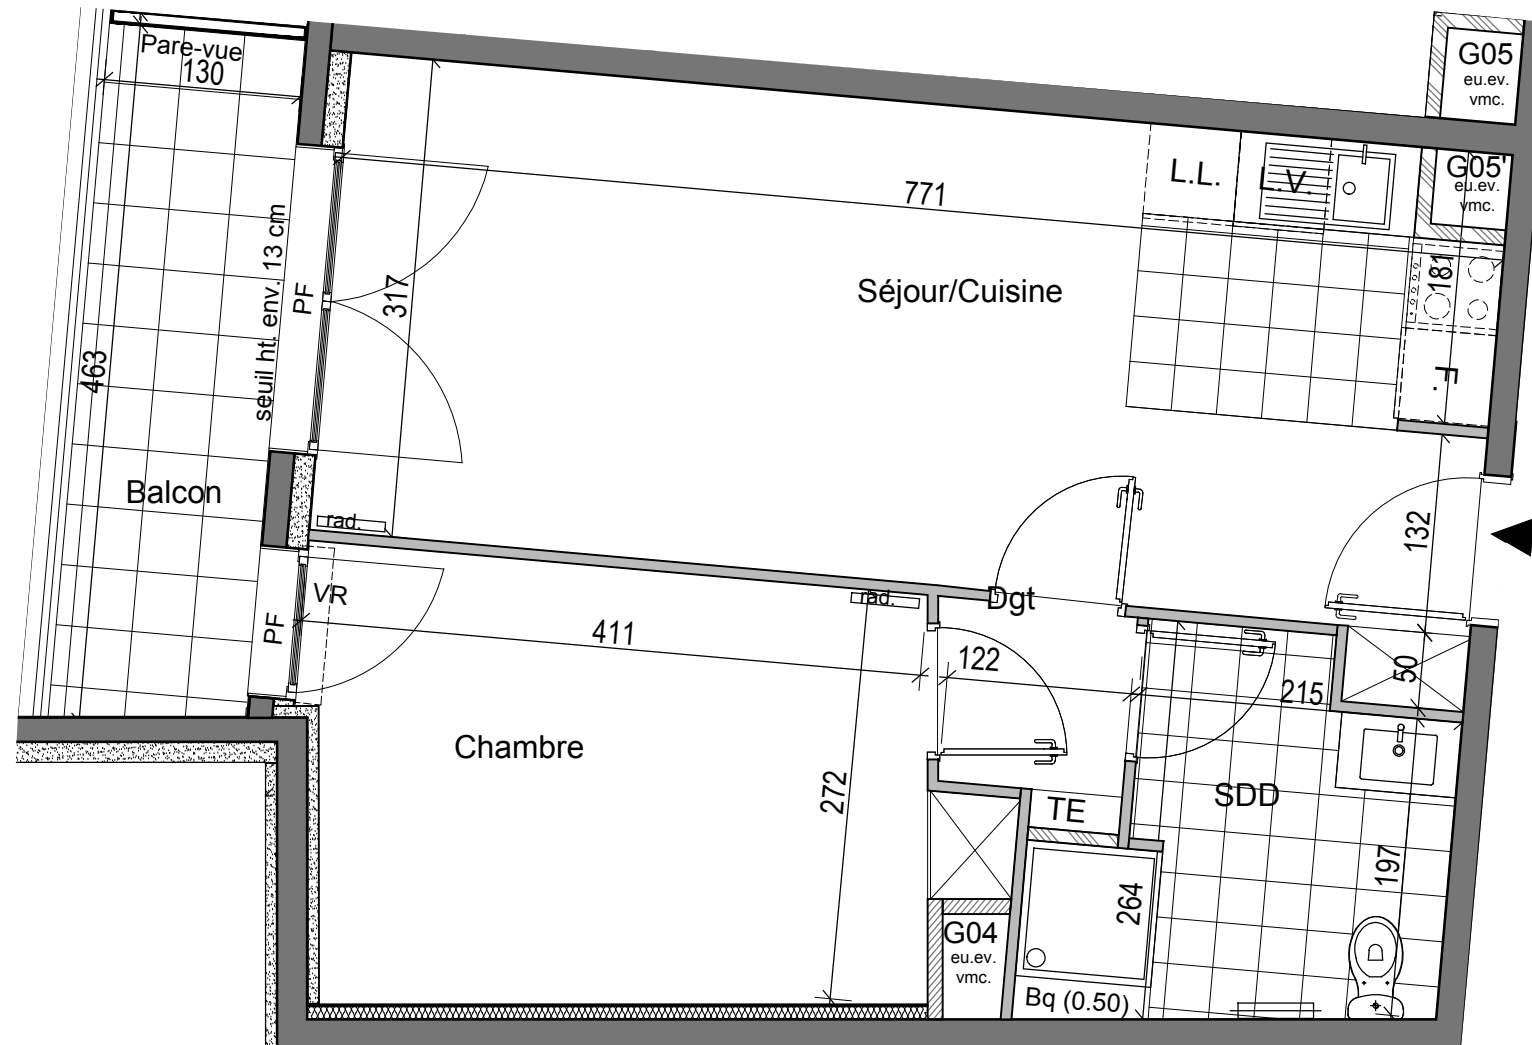 Pare-vue
130
G05
eu.ev.
vmc.
G05'
eu.ev.
vmc.
L.L.
L.V.
771
181
Séjour/Cuisine
317
PF
seuil ht. env. 13 cm
463
F.
Balcon
rad.
132
VR
PF
rad.
Dgt
411
122
215
50
Chambre
272
SDD
TE
197
264
G04
eu.ev.
vmc.
Bq (0.50)